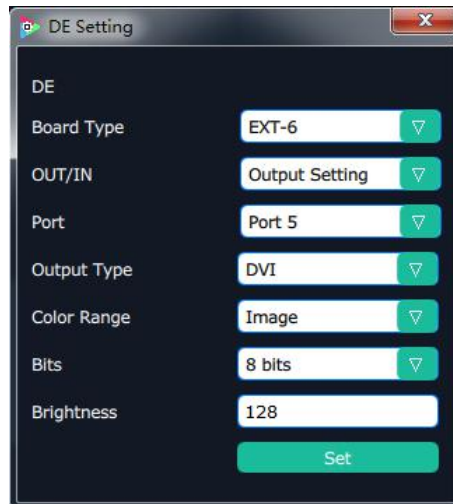 DE Setting
DE
Board Type EXT-6
OUT/IN Output Setting
Port Port 5
Output Type DVI
Color Range Image
Bits 8 bits
Brightness 128
Set